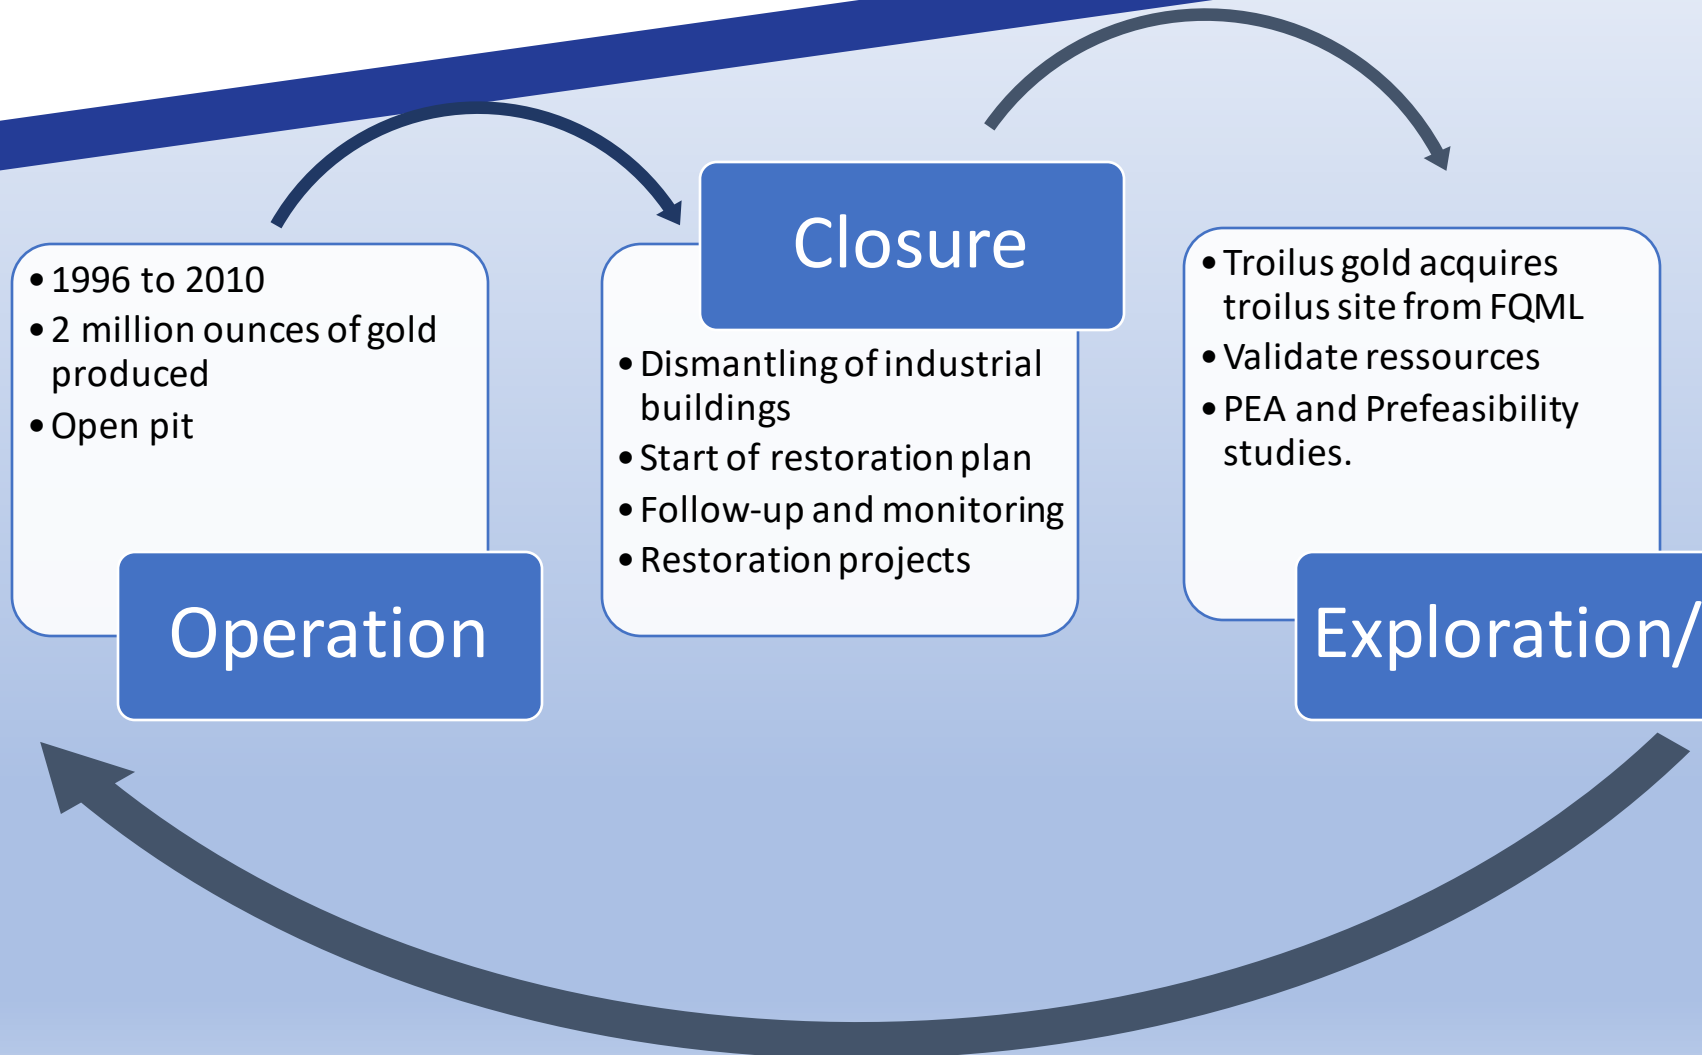 • 1996 to 2010
• 2 million ounces of gold
produced
• Open pit
Operation
Closure
• Dismantling of industrial
buildings
• Start of restoration plan
• Follow-up and monitoring
• Restoration projects
• Troilus gold acquires
troilus site from FQML
• Validate ressources
• PEA and Prefeasibility
studies.
Exploration/